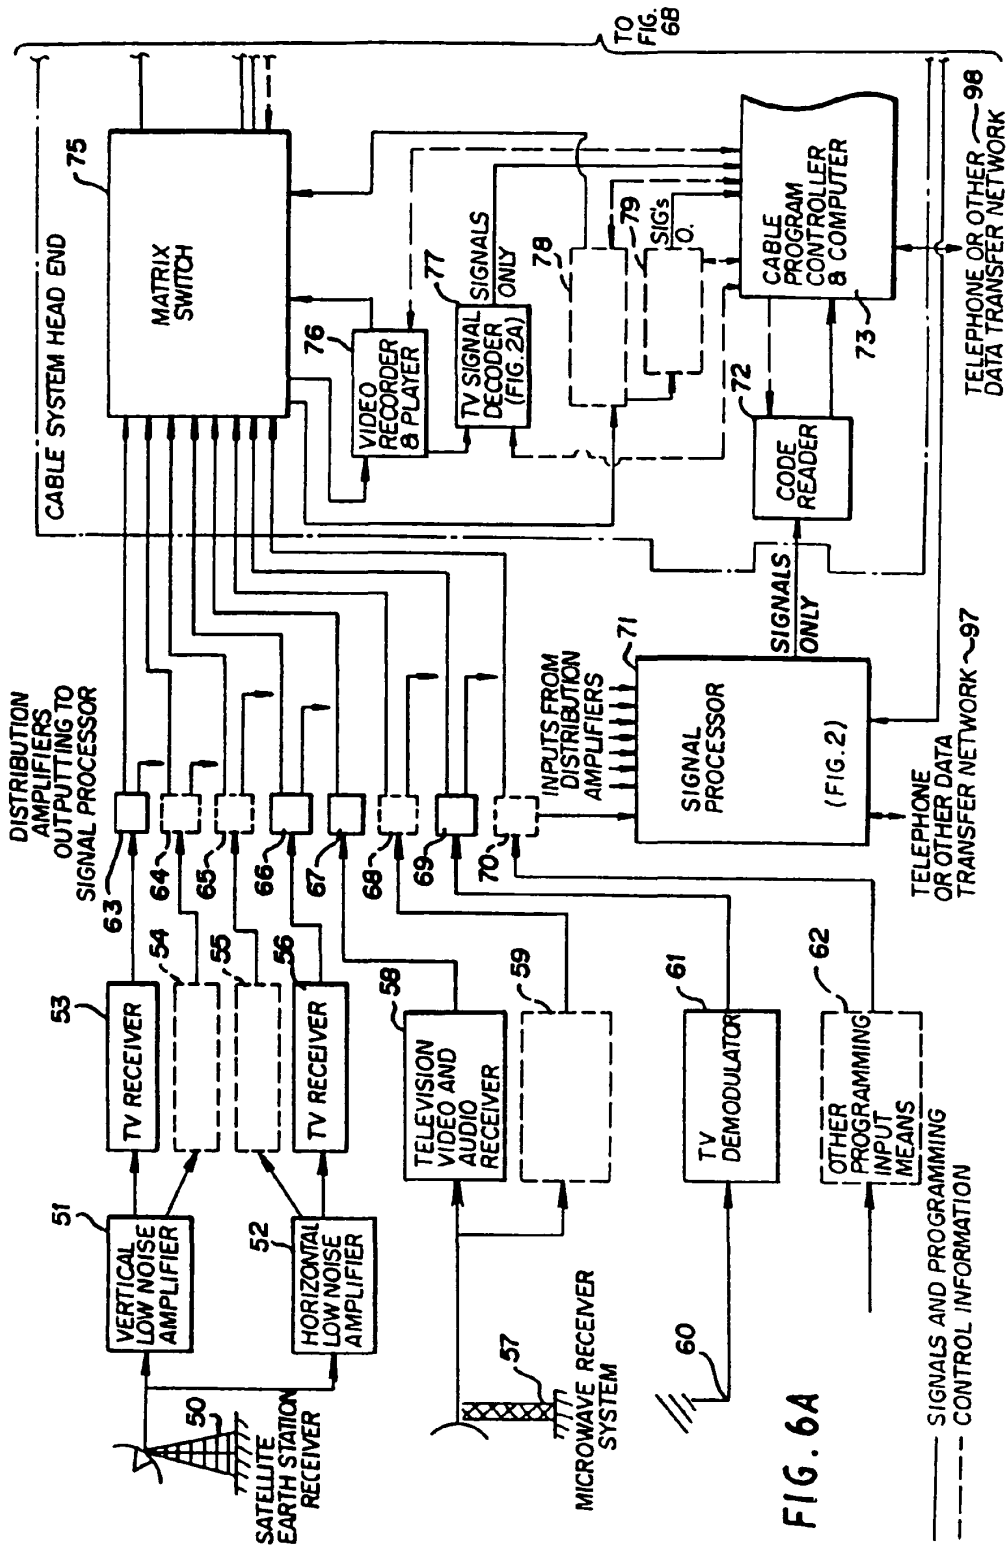 CABLE SYSTEM HEAD END
75
MATRIX
SWITCH
TO
FIG.
6B
DISTRIBUTION
AMPLIFIERS
OUTPUTTING TO
SIGNAL PROCESSOR
63
64
65
66
67
68
69
70
76
VIDEO
RECORDER
& PLAYER
77
TV SIGNAL
DECODER
(FIG. 2A)
SIGNALS
ONLY
78
79
SIG's
O.
CABLE
PROGRAM
CONTROLLER
& COMPUTER
73
72
CODE
READER
SIGNALS
ONLY
INPUTS FROM
DISTRIBUTION
AMPLIFIERS
71
SIGNAL
PROCESSOR
(FIG. 2)
TELEPHONE
OR OTHER DATA
TRANSFER NETWORK 97
TELEPHONE OR OTHER 98
DATA TRANSFER NETWORK
51
VERTICAL
LOW NOISE
AMPLIFIER
52
HORIZONTAL
LOW NOISE
AMPLIFIER
53
TV RECEIVER
54
55
56
TV RECEIVER
50
SATELLITE
EARTH STATION
RECEIVER
58
TELEVISION
VIDEO AND
AUDIO
RECEIVER
59
57
MICROWAVE RECEIVER
SYSTEM
61
TV
DEMODULATOR
60
62
OTHER
PROGRAMMING
INPUT
MEANS
FIG. 6A
SIGNALS AND PROGRAMMING
CONTROL INFORMATION